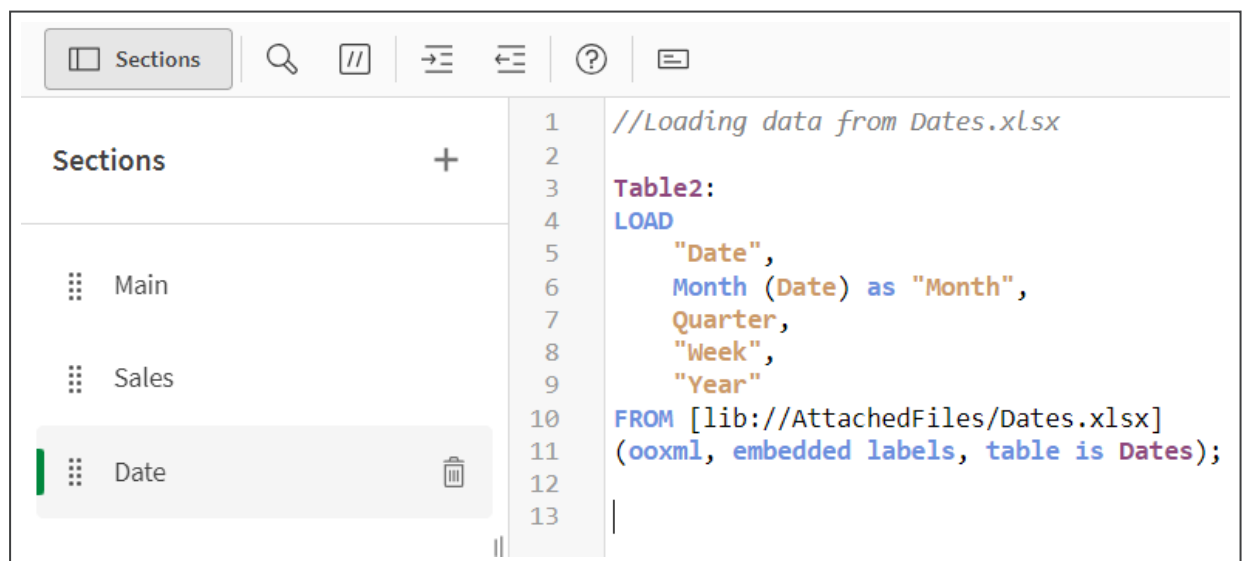 Sections
//
?
Sections +
Main
Sales
Date
1 //Loading data from Dates.xlsx
2
3 Table2:
4 LOAD
5 "Date",
6 Month (Date) as "Month",
7 Quarter,
8 "Week",
9 "Year"
10 FROM [lib://AttachedFiles/Dates.xlsx]
11 (ooxml, embedded labels, table is Dates);
12
13